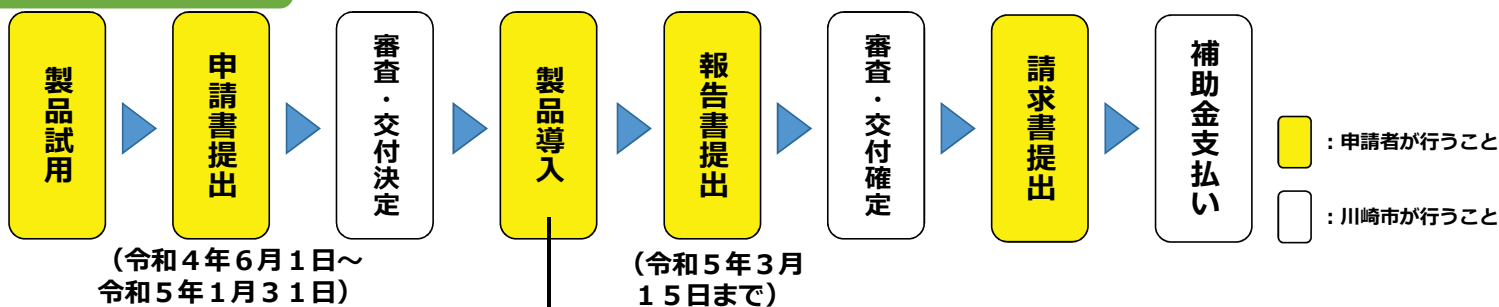 製品試用
申請書提出
審査・交付決定
製品導入
報告書提出
審査・交付確定
請求書提出
補助金支払い
：申請者が行うこと
：川崎市が行うこと
（令和４年６月１日～
令和５年１月３１日）
（令和５年３月
１５日まで）